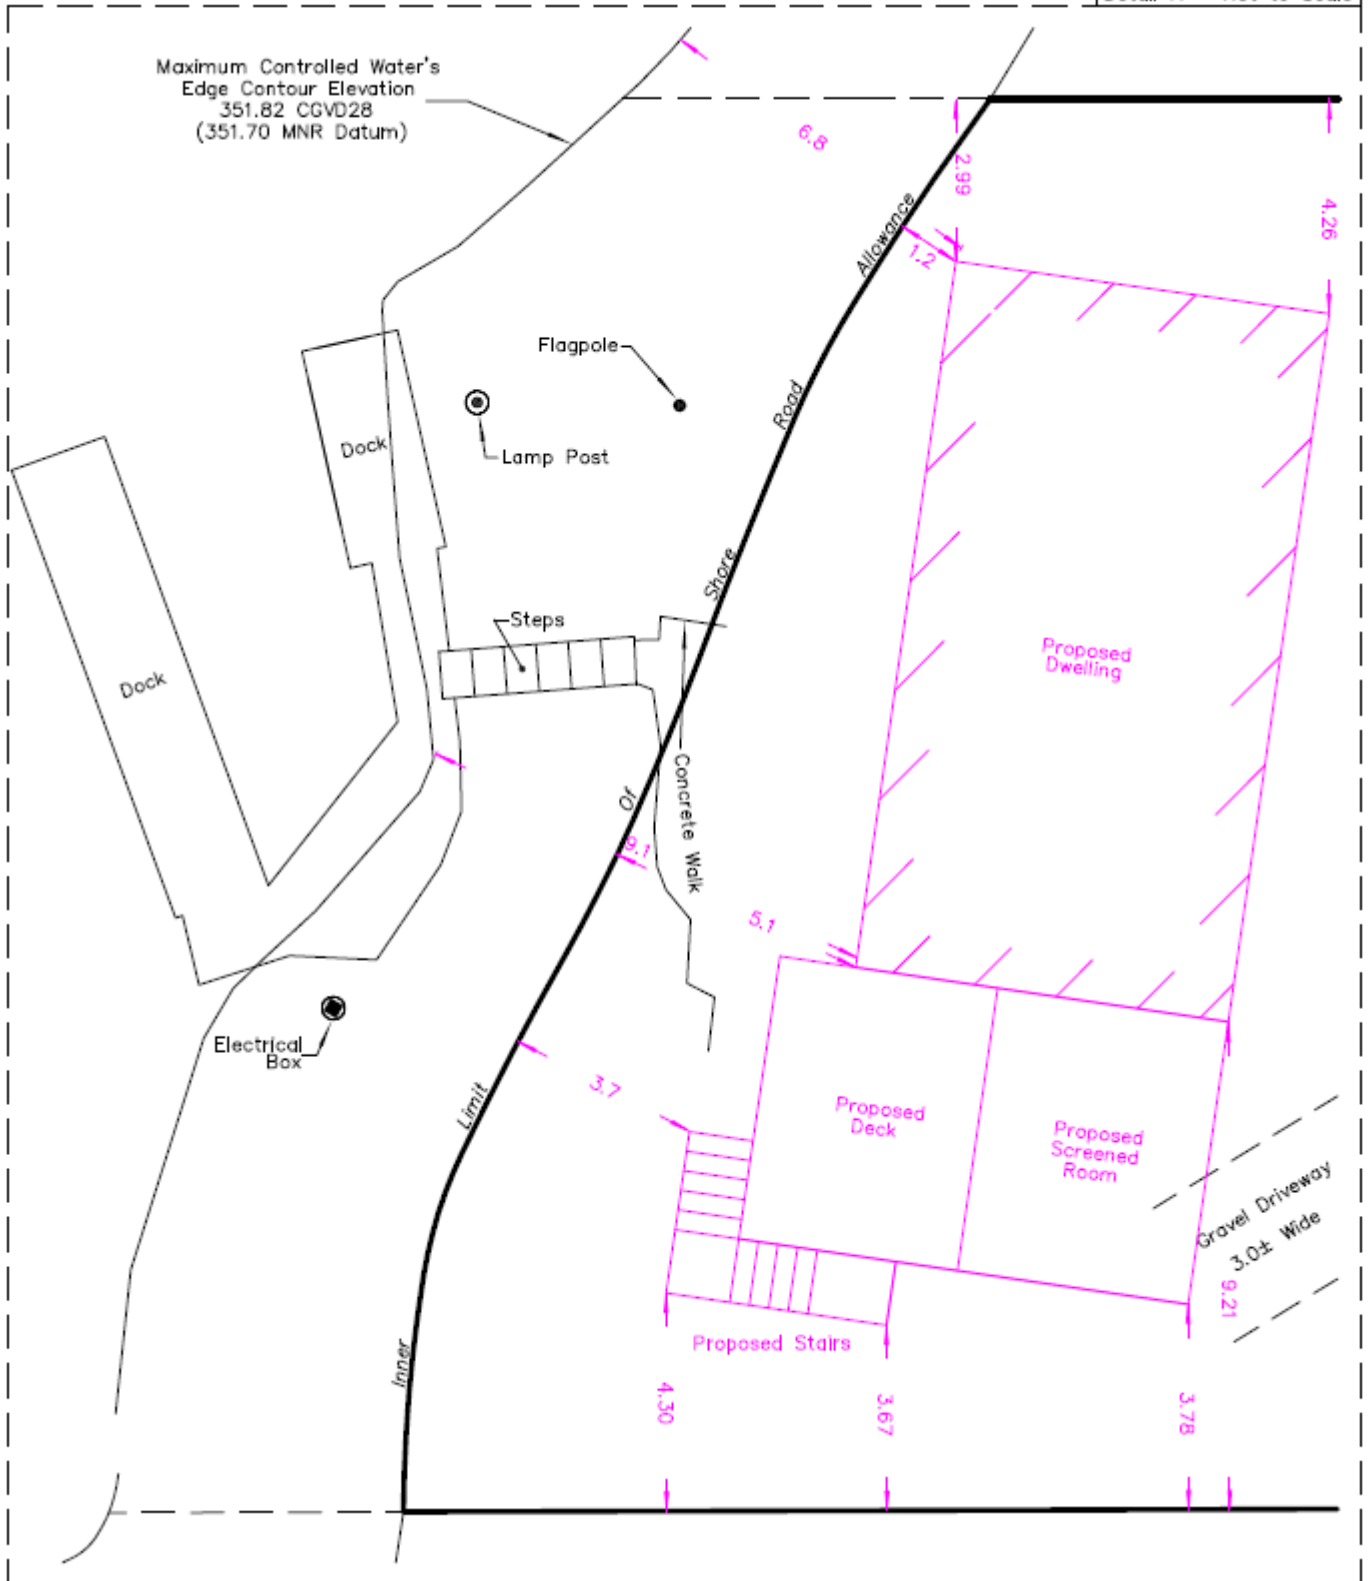 Maximum Controlled Water's
Edge Contour Elevation
351.82 CGVD28
(351.70 MNR Datum)
6.8
2.99
4.26
1.2
Allowance
Flagpole
Road
Dock
Lamp Post
Shore
Steps
Proposed
Dwelling
Dock
Concrete Walk
Of
9.1
5.1
Electrical
Box
3.7
Limit
Proposed
Deck
Proposed
Screened
Room
Gravel Driveway
3.0± Wide
9.21
Inner
Proposed Stairs
4.30
3.67
3.78